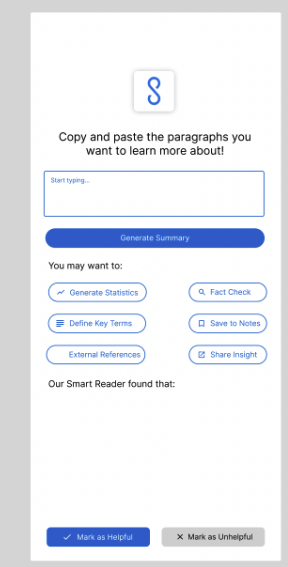 Copy and paste the paragraphs you
want to learn more about!
Start typing...
Generate Summary
You may want to:
Generate Statistics
Fact Check
Define Key Terms
Save to Notes
External References
Share Insight
Our Smart Reader found that:
Mark as Helpful
Mark as Unhelpful